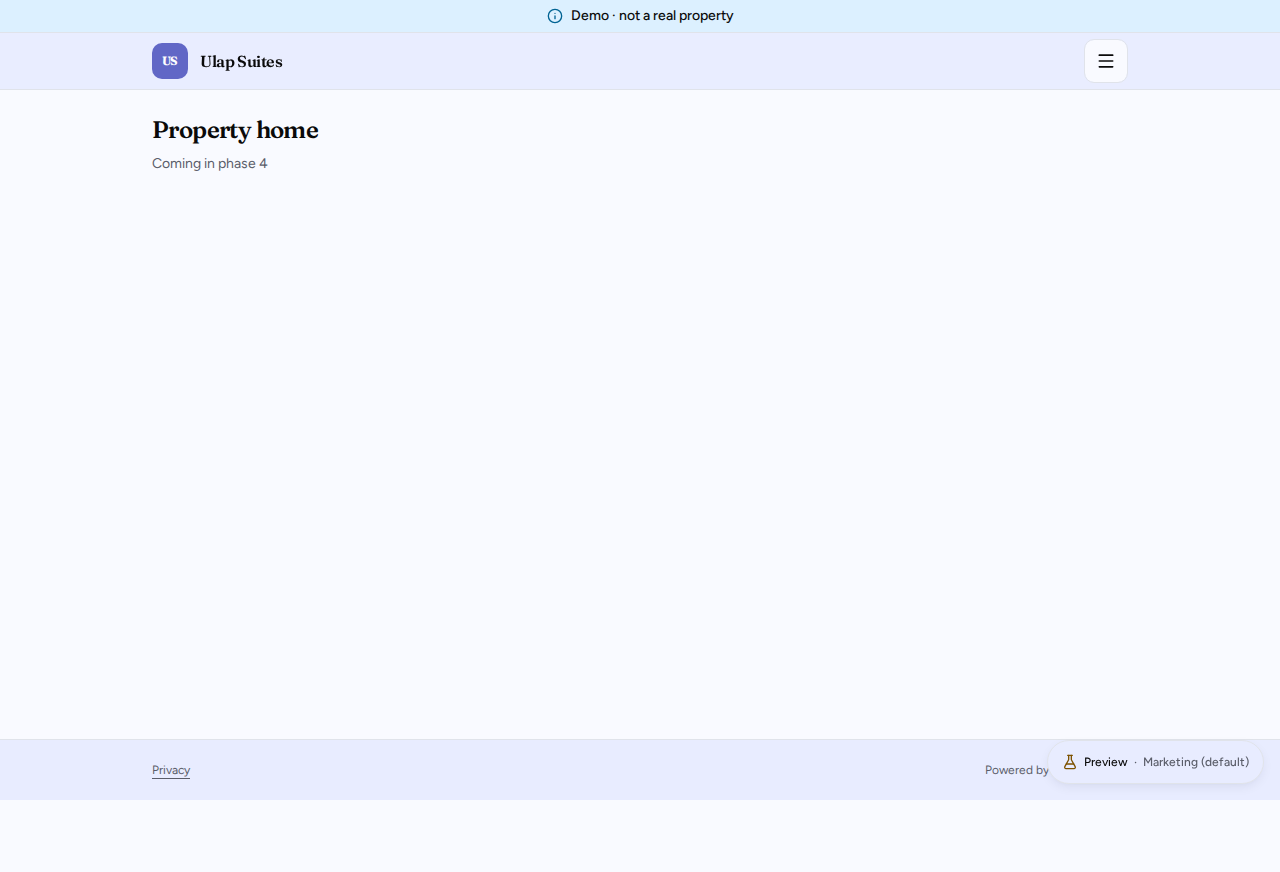 Demo · not a real property
US
Ulap Suites
Property home
Coming in phase 4
Privacy
Powered by
Preview · Marketing (default)